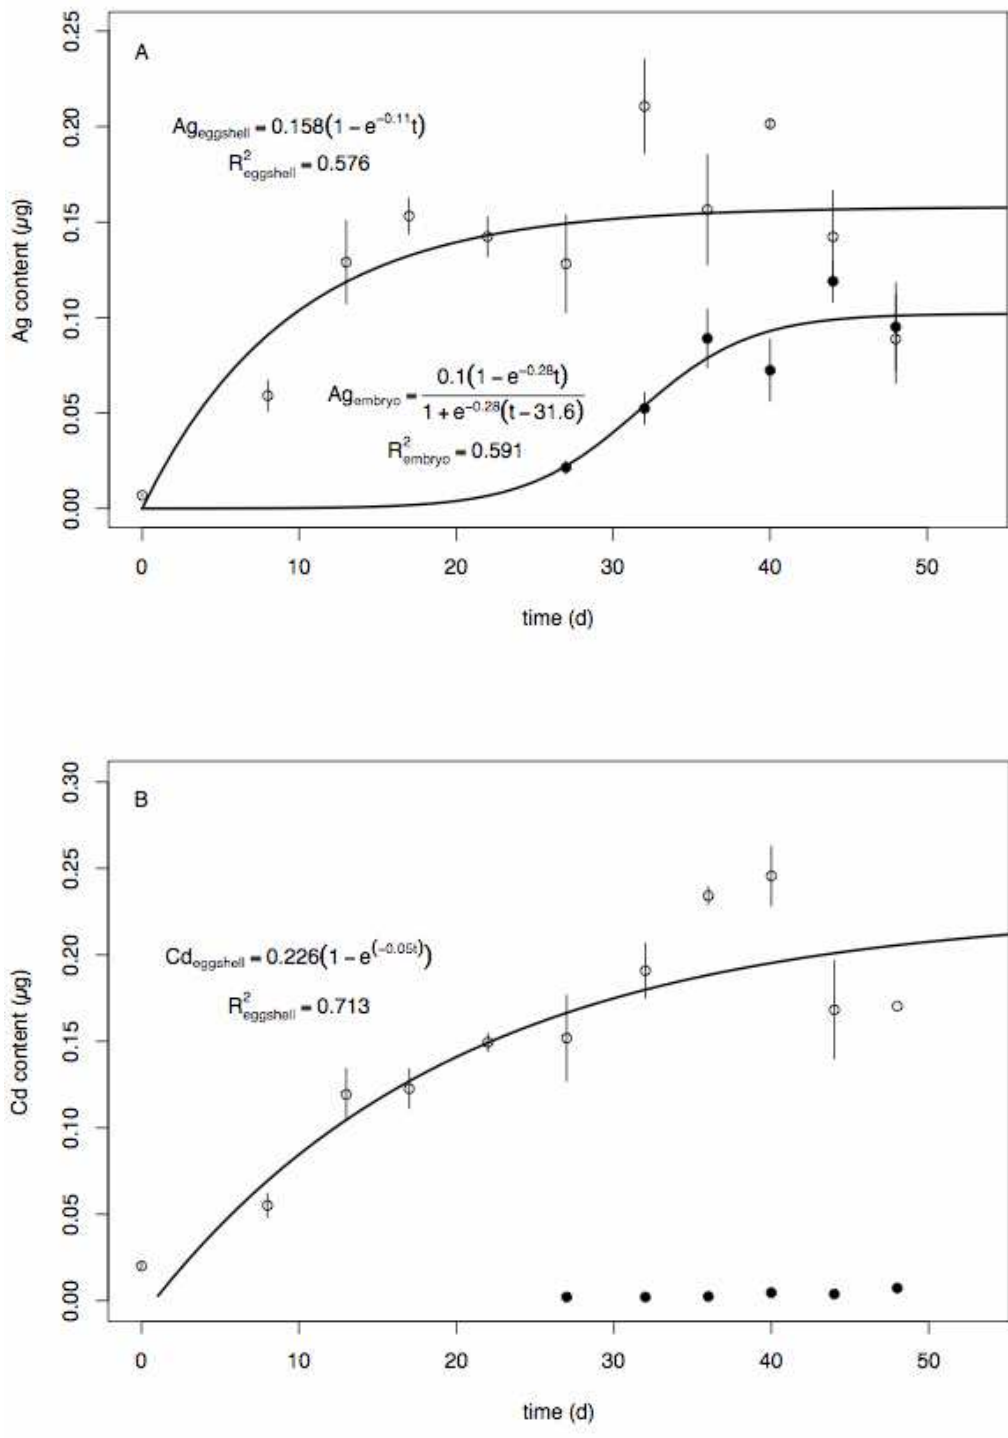 A
Ag content (µg)
0.25
0.20
0.15
0.10
0.05
0.00
Ag_eggshell = 0.158(1 − e^−0.11t)
R²_eggshell = 0.576
Ag_embryo = 0.1(1 − e^−0.28t) / 1 + e^−0.28(t − 31.6)
R²_embryo = 0.591
0 10 20 30 40 50
time (d)
B
Cd content (µg)
0.30
0.25
0.20
0.15
0.10
0.05
0.00
Cd_eggshell = 0.226(1 − e^(−0.05t))
R²_eggshell = 0.713
0 10 20 30 40 50
time (d)